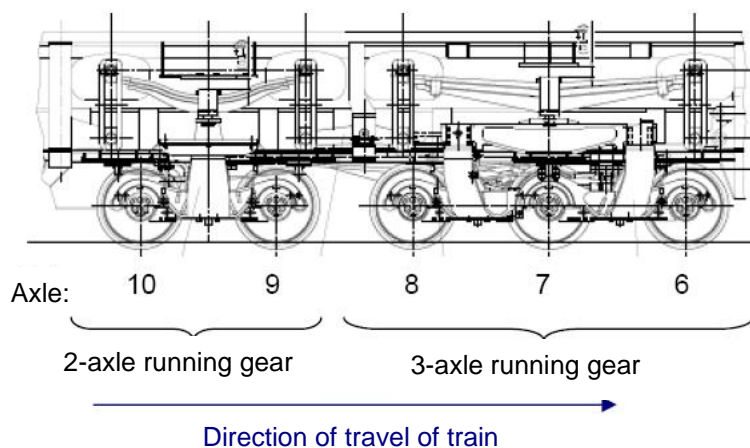 Axle: 10 9 8 7 6
2-axle running gear 3-axle running gear
Direction of travel of train